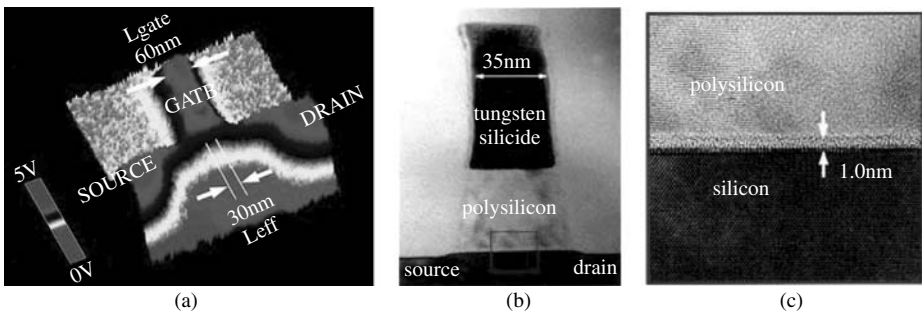 Lgate
60nm
GATE
DRAIN
SOURCE
5V
0V
30nm
Leff
(a)
35nm
tungsten
silicide
polysilicon
source
drain
(b)
polysilicon
silicon
1.0nm
(c)